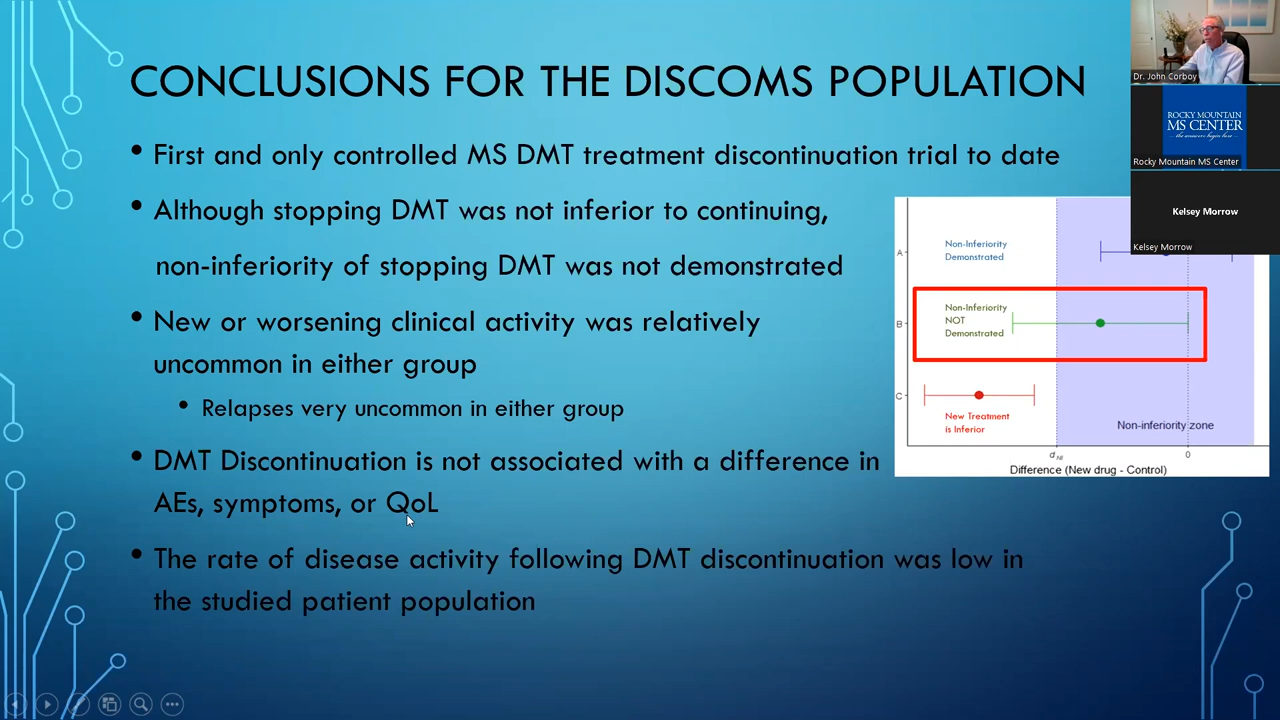 CONCLUSIONS FOR THE DISCOMS POPULATION
• First and only controlled MS DMT treatment discontinuation trial to date
• Although stopping DMT was not inferior to continuing,
non-inferiority of stopping DMT was not demonstrated
• New or worsening clinical activity was relatively
uncommon in either group
• Relapses very uncommon in either group
• DMT Discontinuation is not associated with a difference in
AEs, symptoms, or QoL
• The rate of disease activity following DMT discontinuation was low in
the studied patient population
Dr. John Corboy
ROCKY MOUNTAIN
MS CENTER
the answers begin here
Rocky Mountain MS Center
Kelsey Morrow
Kelsey Morrow
A
Non-Inferiority
Demonstrated
B
Non-Inferiority
NOT
Demonstrated
C
New Treatment
is Inferior
Non-inferiority zone
d NI
0
Difference (New drug - Control)